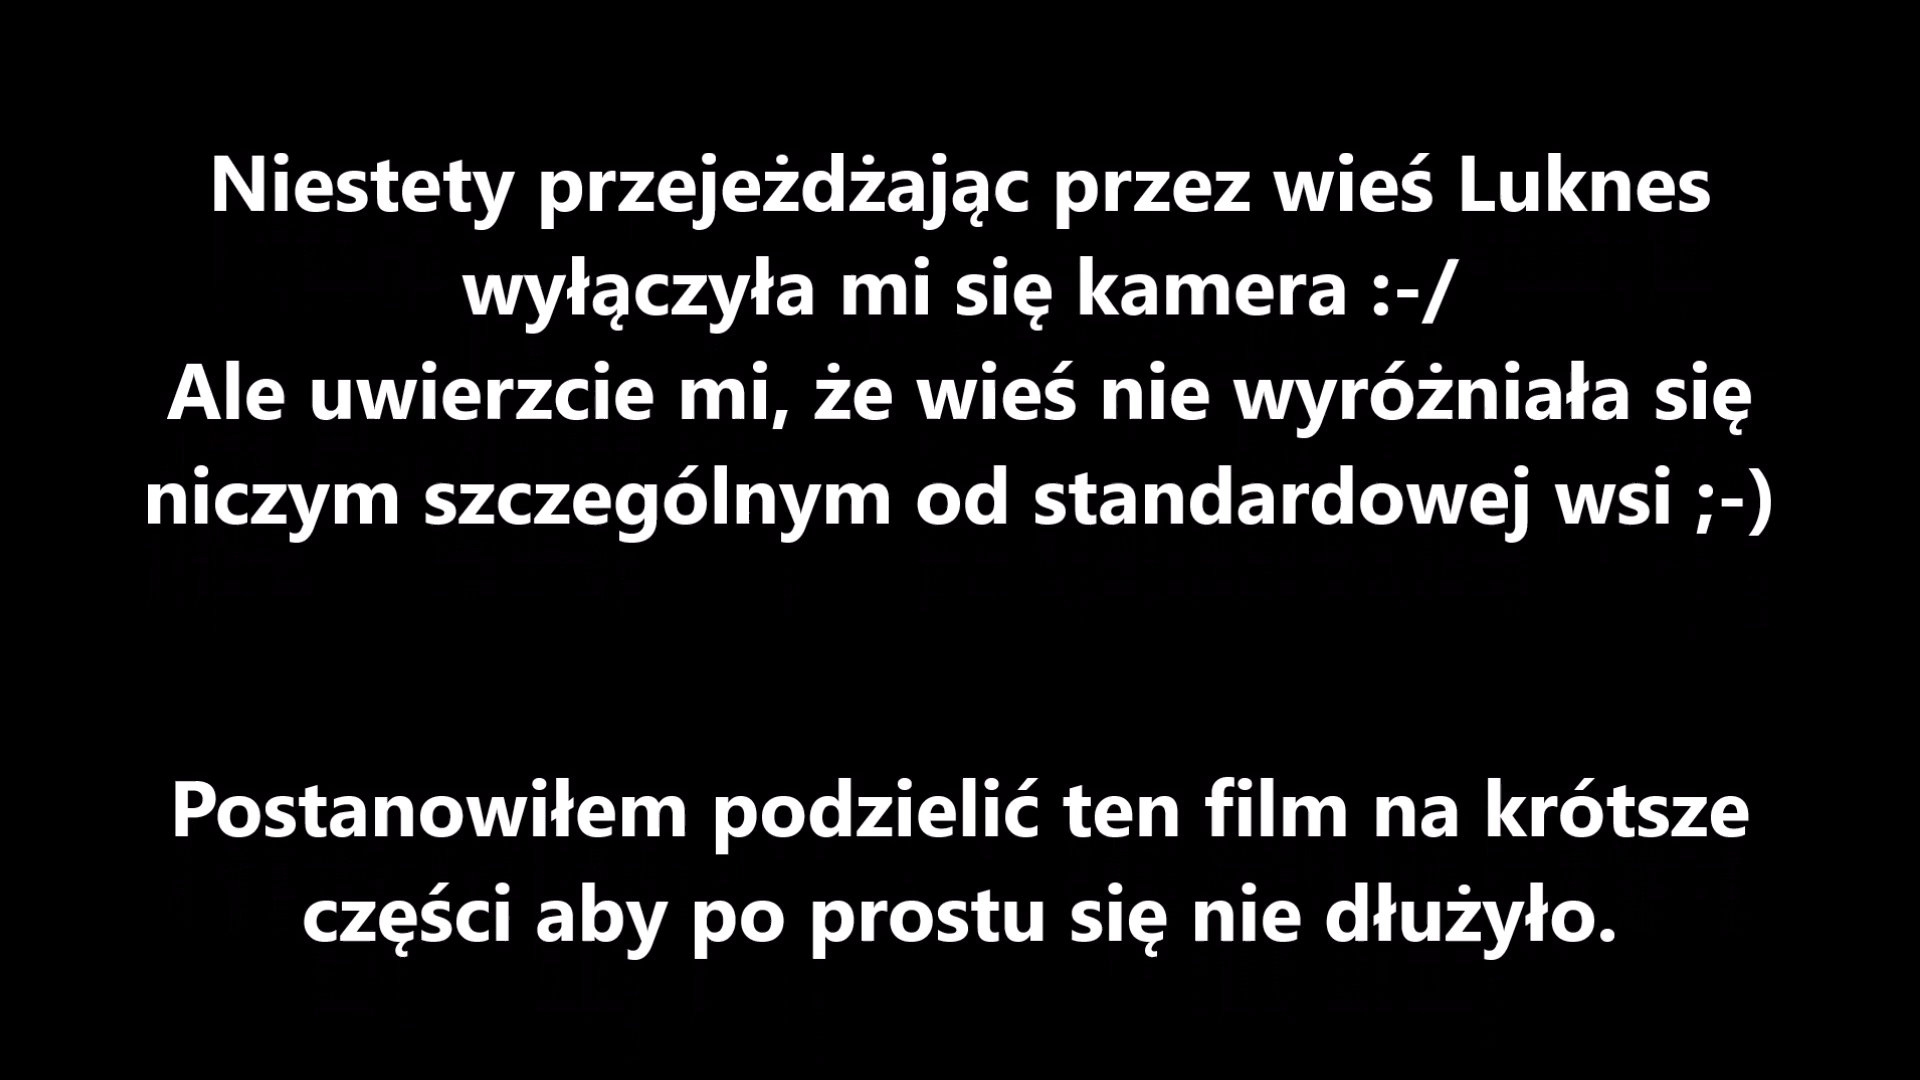 Niestety przejeżdżając przez wieś Luknes
wyłączyła mi się kamera :-/
Ale uwierzcie mi, że wieś nie wyróżniała się
niczym szczególnym od standardowej wsi ;-)
Postanowiłem podzielić ten film na krótsze
części aby po prostu się nie dłużyło.